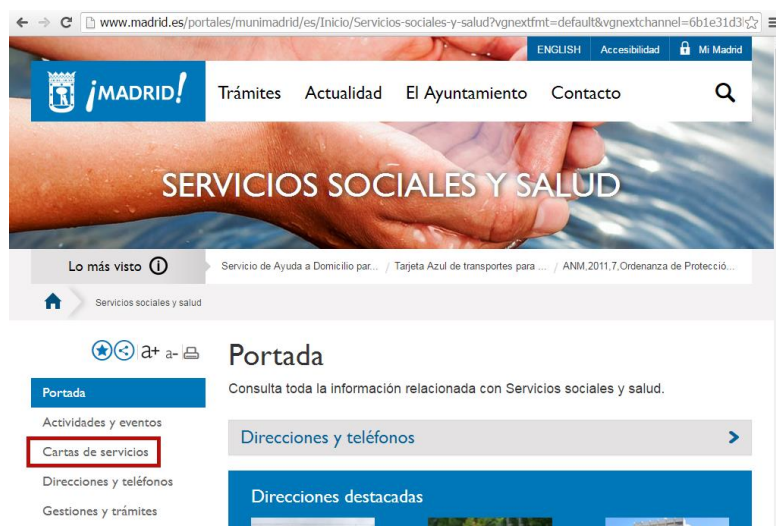 www.madrid.es/portales/munimadrid/es/Inicio/Servicios-sociales-y-salud?vgnextfmt=default&vgnextchannel=6b1e31d3
ENGLISH Accesibilidad Mi Madrid
¡MADRID! Trámites Actualidad El Ayuntamiento Contacto
SERVICIOS SOCIALES Y SALUD
Lo más visto Servicio de Ayuda a Domicilio par... / Tarjeta Azul de transportes para ... / ANM,2011,7,Ordenanza de Protecció...
Servicios sociales y salud
a+ a-
Portada
Consulta toda la información relacionada con Servicios sociales y salud.
Portada
Actividades y eventos
Cartas de servicios
Direcciones y teléfonos
Gestiones y trámites
Direcciones y teléfonos
Direcciones destacadas